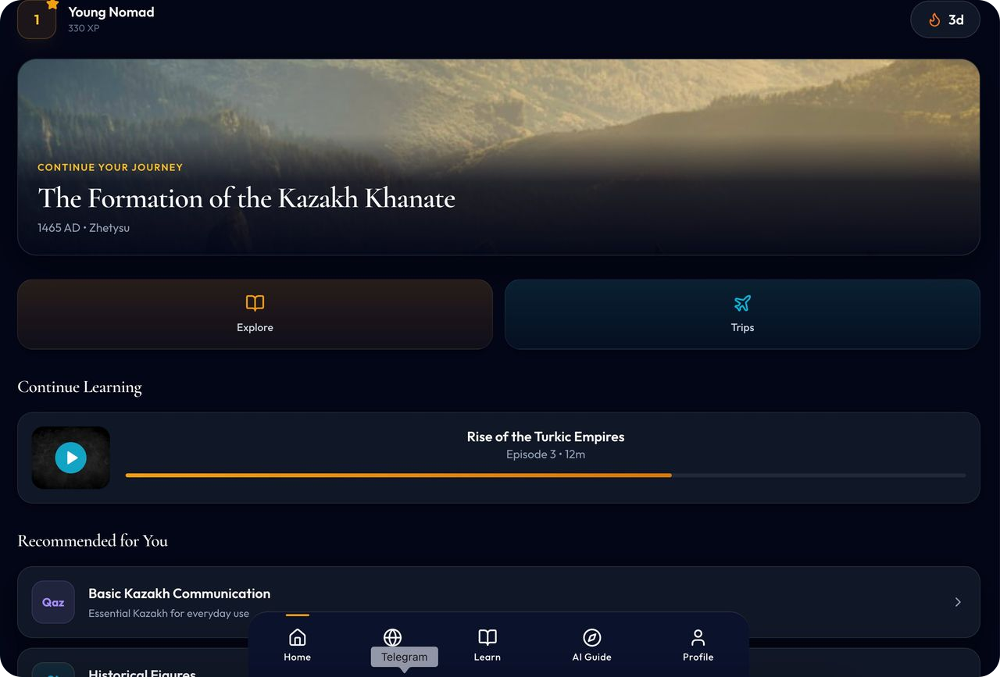 1
Young Nomad
330 XP
3d
CONTINUE YOUR JOURNEY
The Formation of the Kazakh Khanate
1465 AD • Zhetysu
Explore
Trips
Continue Learning
Rise of the Turkic Empires
Episode 3 • 12m
Recommended for You
Qaz
Basic Kazakh Communication
Essential Kazakh for everyday use
Home
Telegram
Learn
AI Guide
Profile
Historical Figures